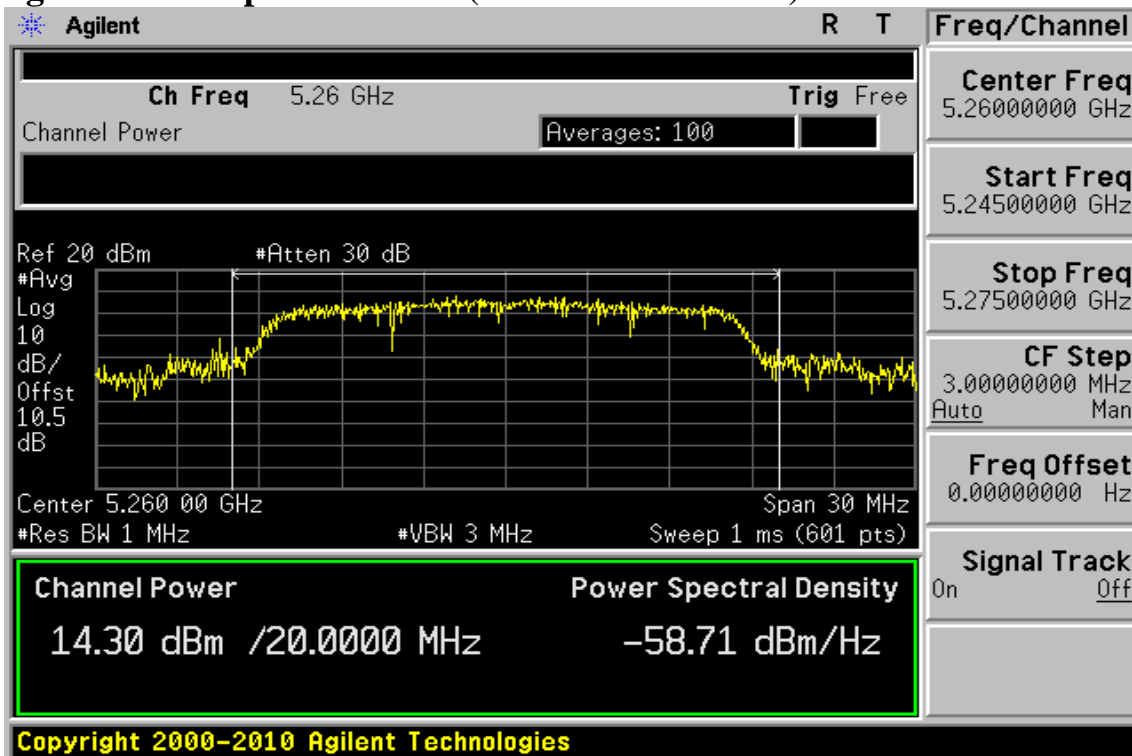 Agilent R T
Freq/Channel
Ch Freq 5.26 GHz Trig Free
Channel Power Averages: 100
Ref 20 dBm #Atten 30 dB
#Avg
Log
10
dB/
Offst
10.5
dB
Center 5.260 00 GHz Span 30 MHz
#Res BW 1 MHz #VBW 3 MHz Sweep 1 ms (601 pts)
Channel Power Power Spectral Density
14.30 dBm /20.0000 MHz -58.71 dBm/Hz
Center Freq
5.26000000 GHz
Start Freq
5.24500000 GHz
Stop Freq
5.27500000 GHz
CF Step
3.00000000 MHz
Auto Man
Freq Offset
0.00000000 Hz
Signal Track
On Off
Copyright 2000-2010 Agilent Technologies